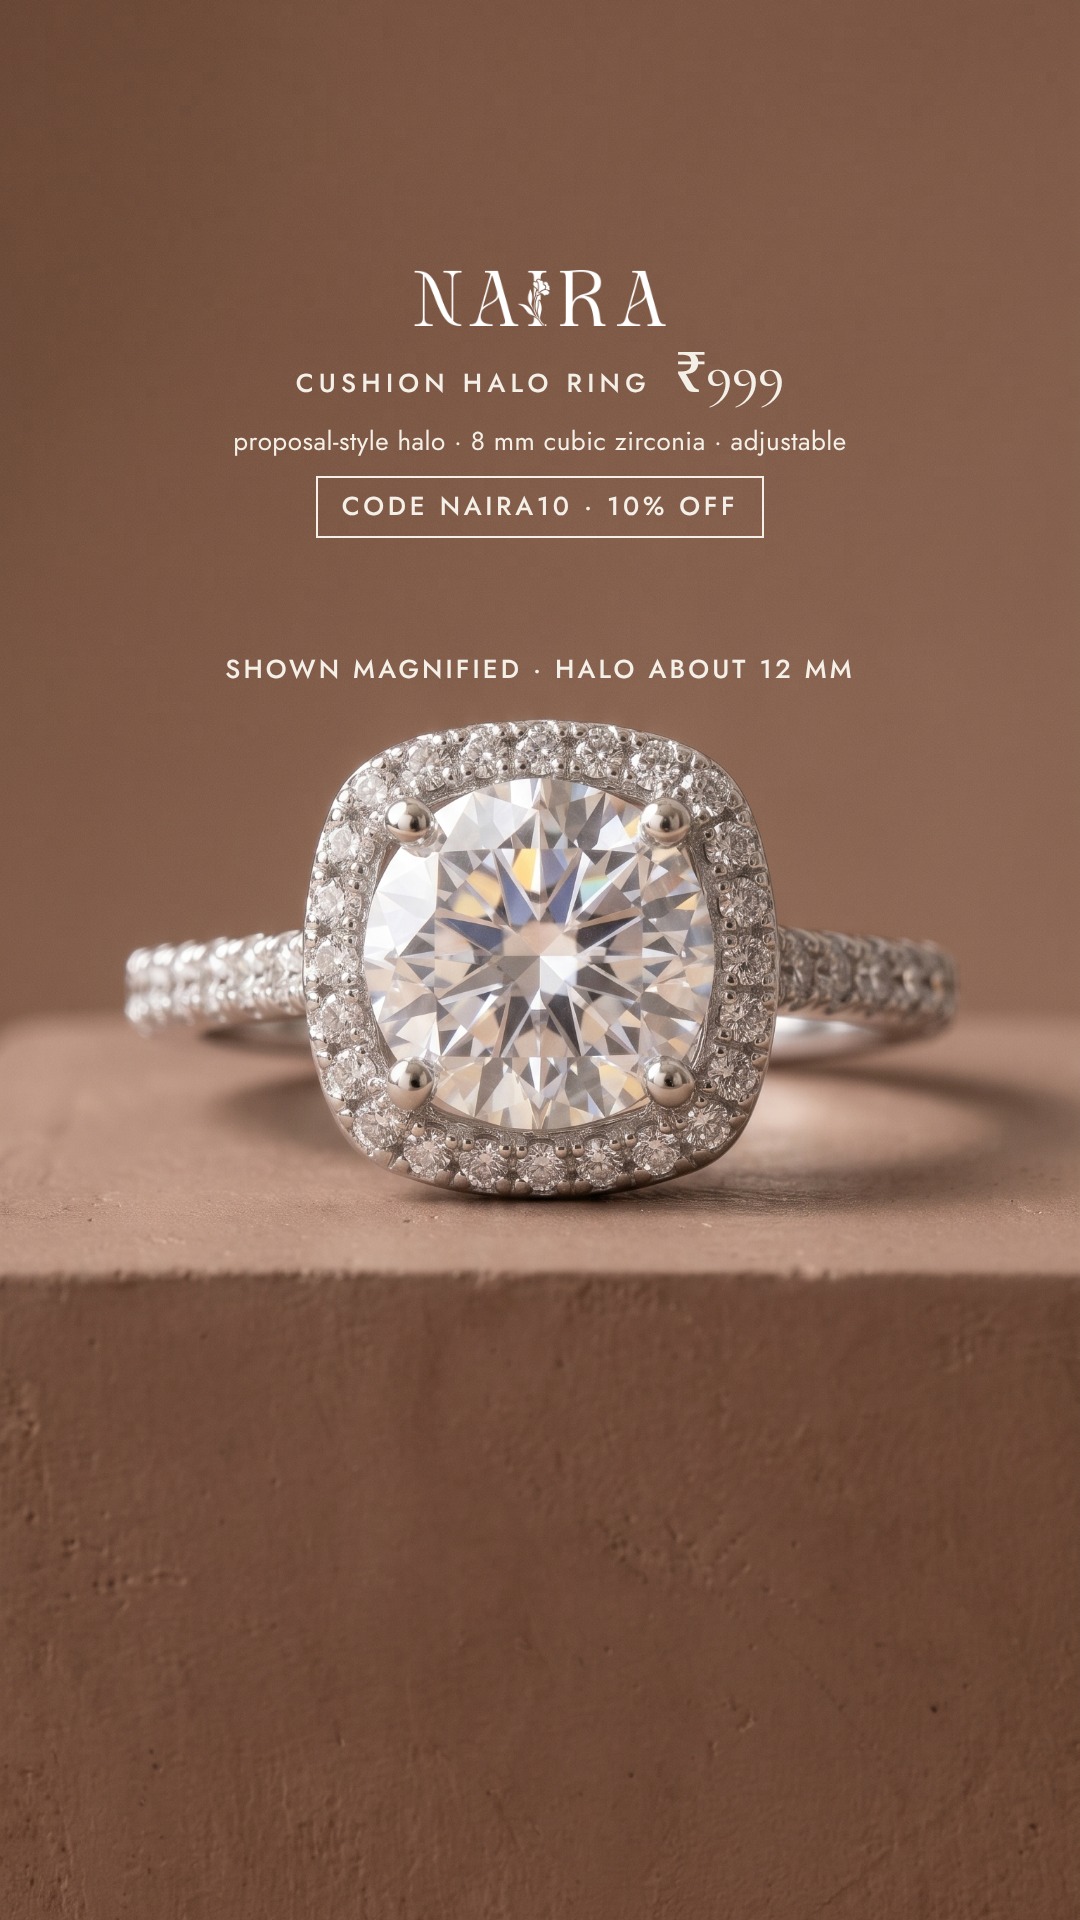 NAIRA
CUSHION HALO RING ₹999
proposal-style halo · 8 mm cubic zirconia · adjustable
CODE NAIRA10 · 10% OFF
SHOWN MAGNIFIED · HALO ABOUT 12 MM